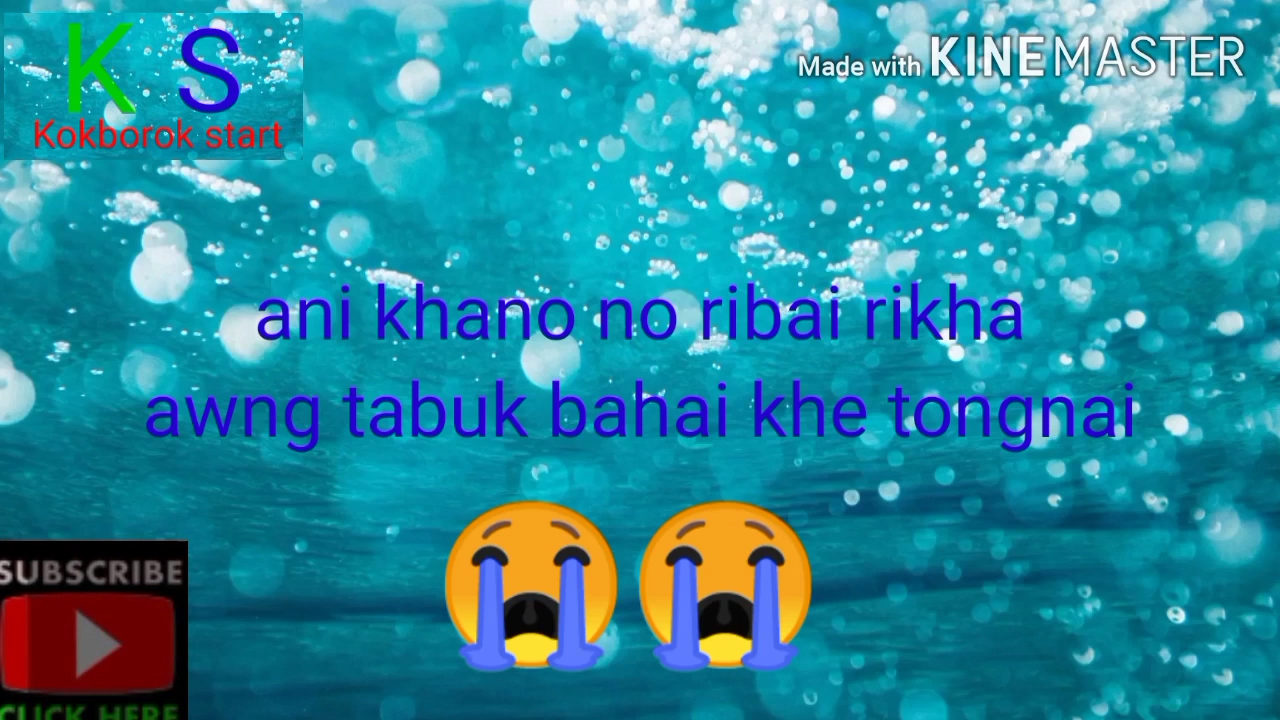 K S
Kokborok start
Made with KINEMASTER
ani khano no ribai rikha
awng tabuk bahai khe tongnai
SUBSCRIBE
CLICK HERE